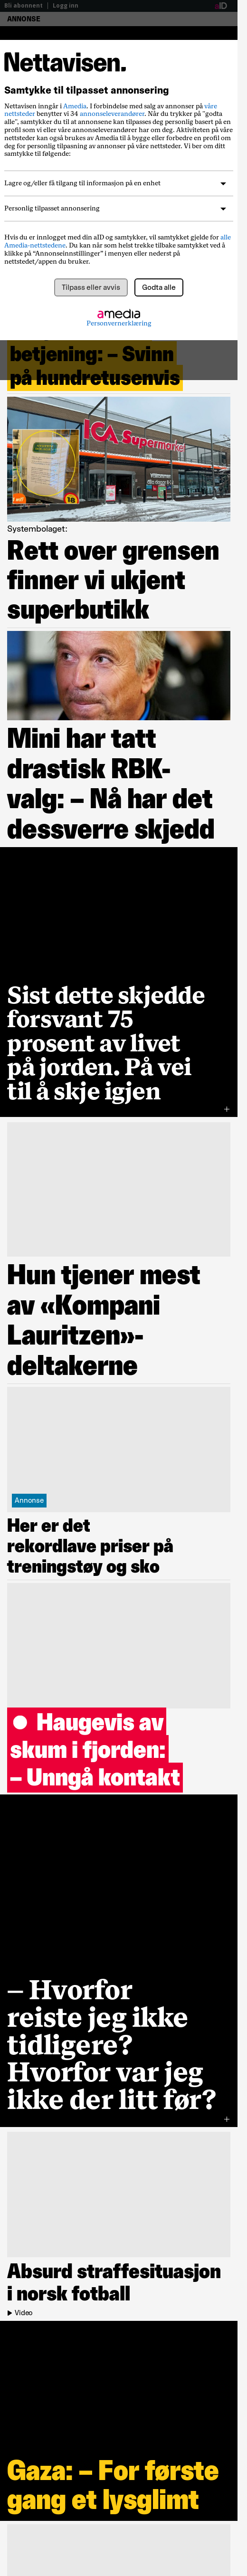 Bli abonnent | Logg inn
aID
ANNONSE
Nettavisen.
Samtykke til tilpasset annonsering
Nettavisen inngår i Amedia. I forbindelse med salg av annonser på våre
nettsteder benytter vi 34 annonseleverandører. Når du trykker på "godta
alle", samtykker du til at annonsene kan tilpasses deg personlig basert på en
profil som vi eller våre annonseleverandører har om deg. Aktiviteten på våre
nettsider kan også bli brukt av Amedia til å bygge eller forbedre en profil om
deg for personlig tilpasning av annonser på våre nettsteder. Vi ber om ditt
samtykke til følgende:
Lagre og/eller få tilgang til informasjon på en enhet
Personlig tilpasset annonsering
Hvis du er innlogget med din aID og samtykker, vil samtykket gjelde for alle
Amedia-nettstedene. Du kan når som helst trekke tilbake samtykket ved å
klikke på “Annonseinnstillinger” i menyen eller nederst på
nettstedet/appen du bruker.
Tilpass eller avvis
Godta alle
amedia
Personvernerklæring
betjening: – Svinn
på hundretusenvis
ICA Supermarket
18
Systembolaget:
Rett over grensen
finner vi ukjent
superbutikk
Mini har tatt
drastisk RBK-
valg: – Nå har det
dessverre skjedd
Sist dette skjedde
forsvant 75
prosent av livet
på jorden. På vei
til å skje igjen
+
Hun tjener mest
av «Kompani
Lauritzen»-
deltakerne
Annonse
Her er det
rekordlave priser på
treningstøy og sko
Haugevis av
skum i fjorden:
– Unngå kontakt
– Hvorfor
reiste jeg ikke
tidligere?
Hvorfor var jeg
ikke der litt før?
+
Absurd straffesituasjon
i norsk fotball
Video
Gaza: – For første
gang et lysglimt